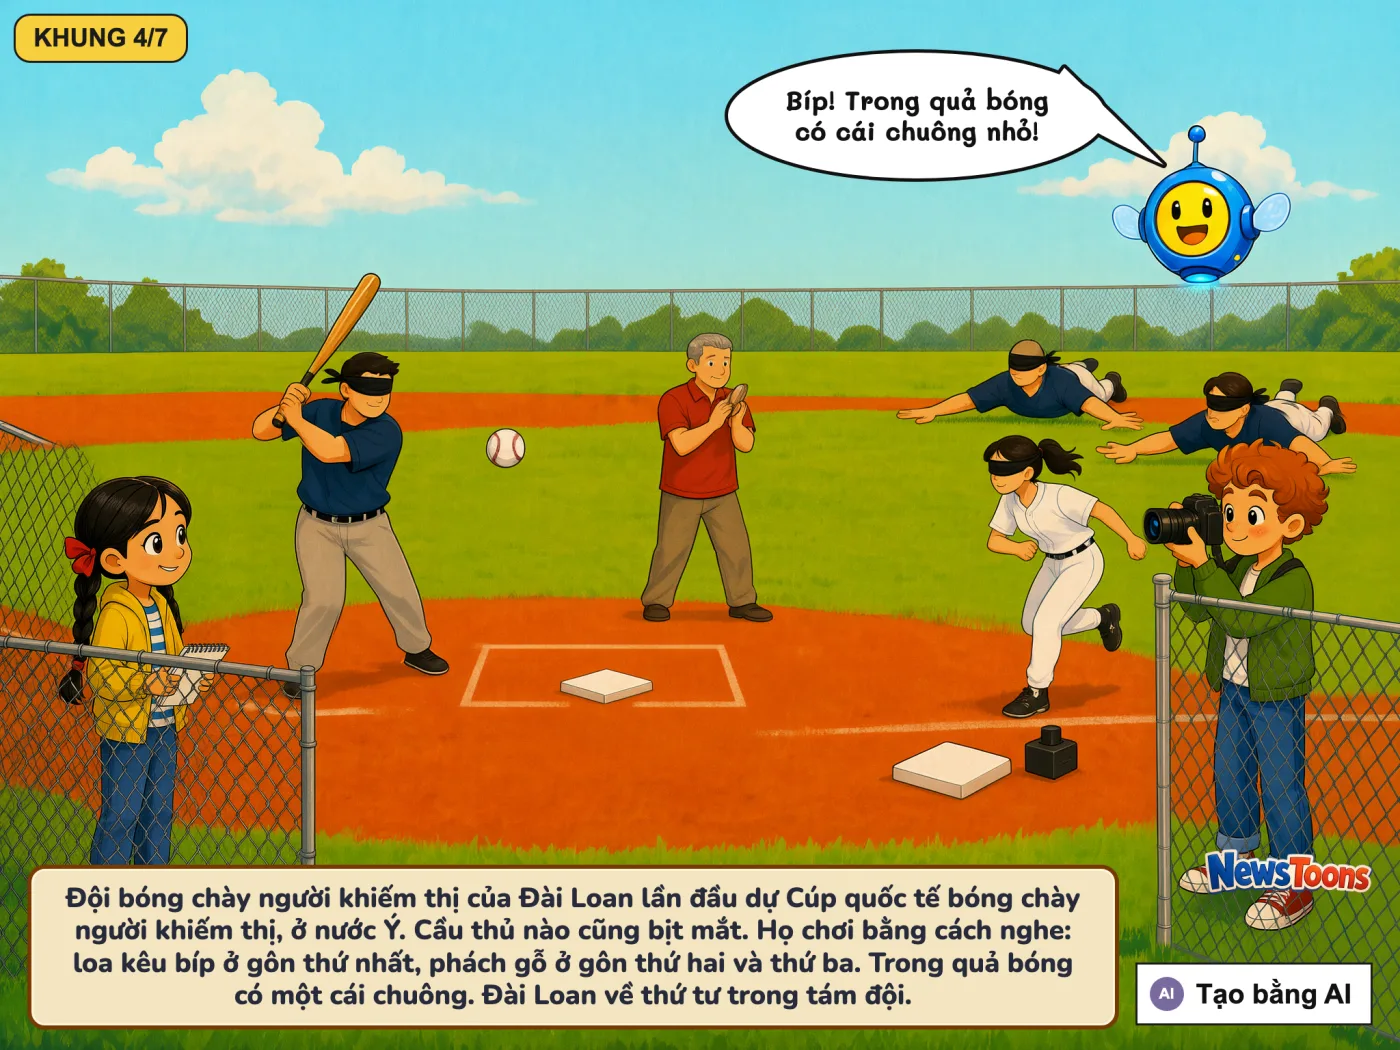 KHUNG 4/7
Bíp! Trong quả bóng
có cái chuông nhỏ!
Đội bóng chày người khiếm thị của Đài Loan lần đầu dự Cúp quốc tế bóng chày
người khiếm thị, ở nước Ý. Cầu thủ nào cũng bịt mắt. Họ chơi bằng cách nghe:
loa kêu bíp ở gôn thứ nhất, phách gỗ ở gôn thứ hai và thứ ba. Trong quả bóng
có một cái chuông. Đài Loan về thứ tư trong tám đội.
NewsToons
AI Tạo bằng AI